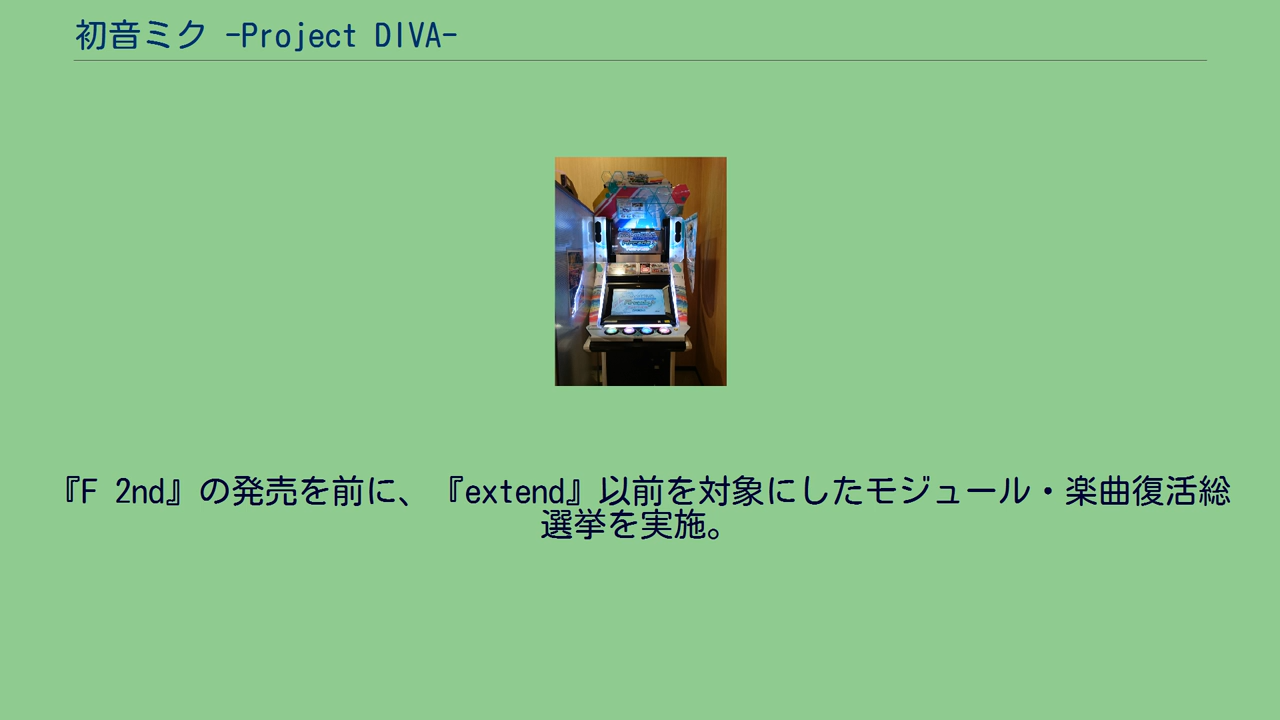 初音ミク -Project DIVA-
『F 2nd』の発売を前に、『extend』以前を対象にしたモジュール・楽曲復活総
選挙を実施。